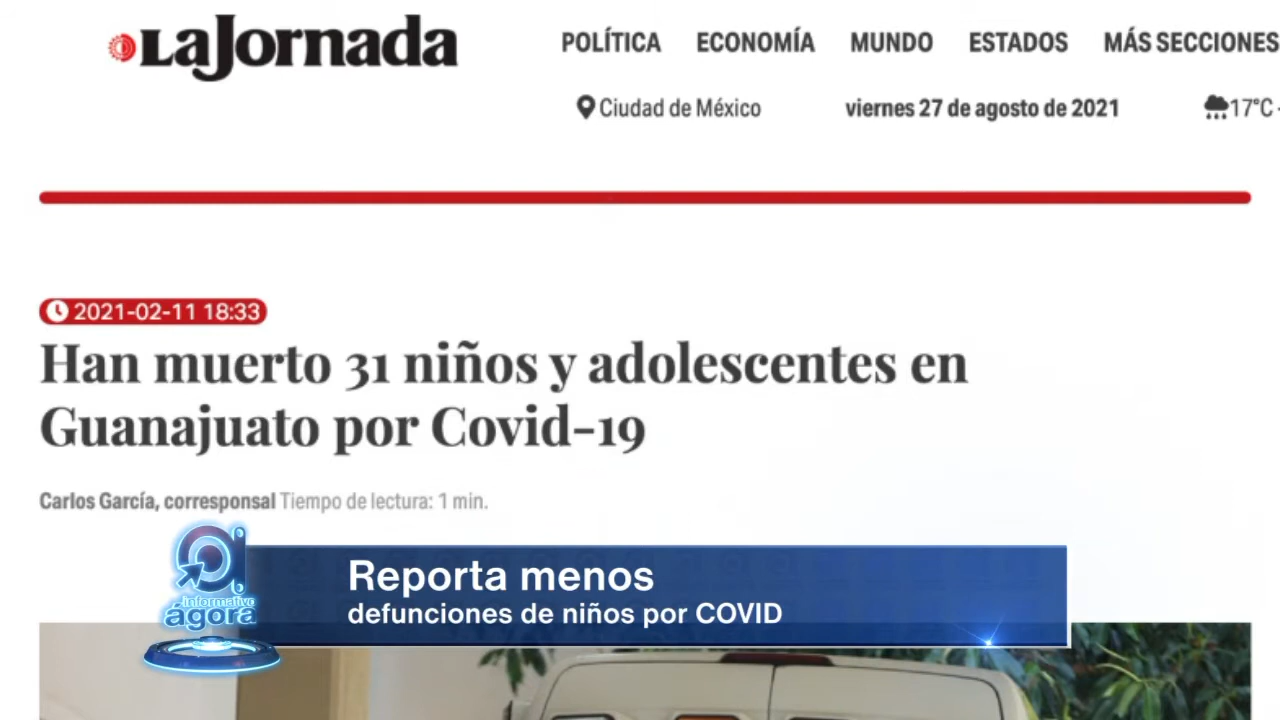 La Jornada
POLÍTICA ECONOMÍA MUNDO ESTADOS MÁS SECCIONES
Ciudad de México viernes 27 de agosto de 2021 17°C
2021-02-11 18:33
Han muerto 31 niños y adolescentes en
Guanajuato por Covid-19
Carlos García, corresponsal Tiempo de lectura: 1 min.
Reporta menos
defunciones de niños por COVID
informativo
ágora